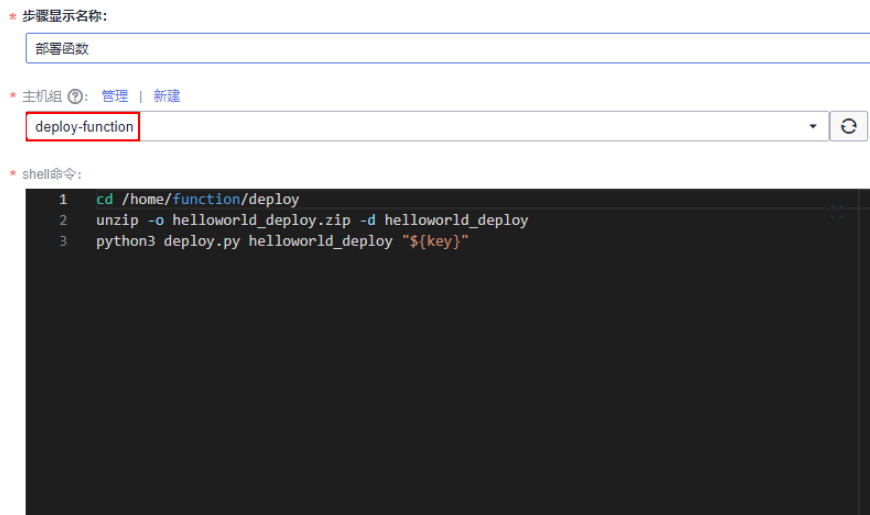 * 步骤显示名称：
部署函数
* 主机组 ?： 管理 | 新建
deploy-function
* shell命令：
1 cd /home/function/deploy
2 unzip -o helloworld_deploy.zip -d helloworld_deploy
3 python3 deploy.py helloworld_deploy "${key}"